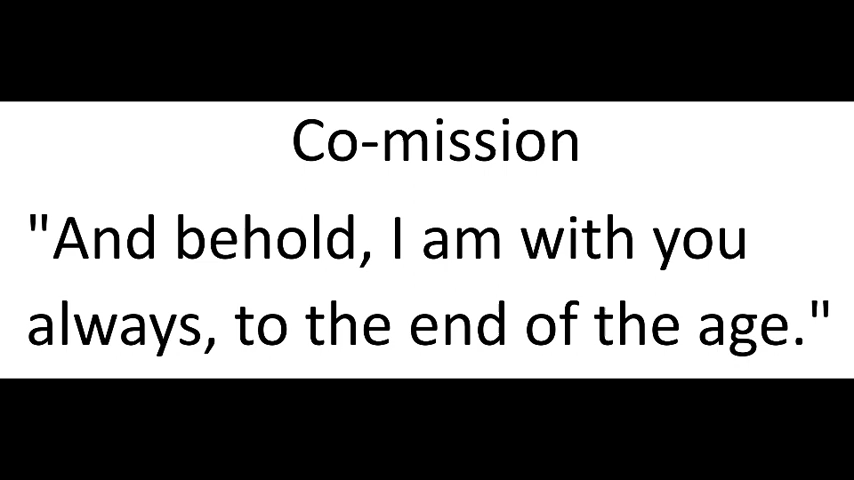 Co-mission
"And behold, I am with you
always, to the end of the age."